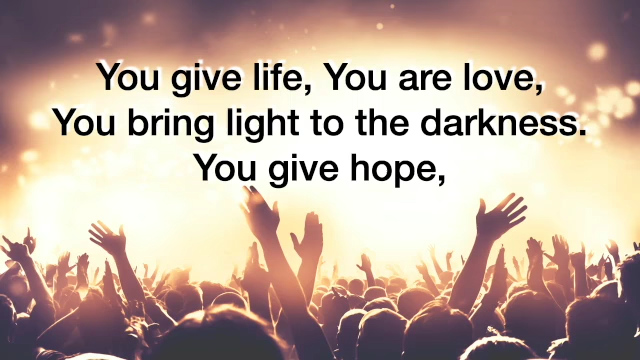 You give life, You are love,
You bring light to the darkness.
You give hope,